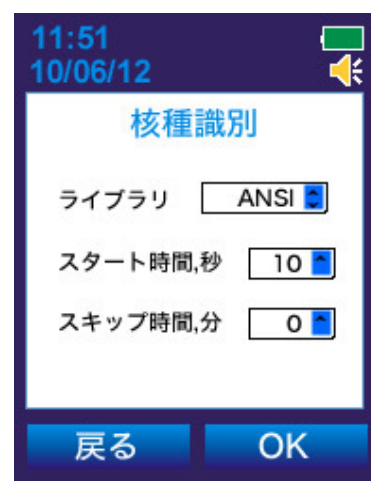 11:51
10/06/12
核種識別
ライブラリ ANSI
スタート時間,秒 10
スキップ時間,分 0
戻る OK